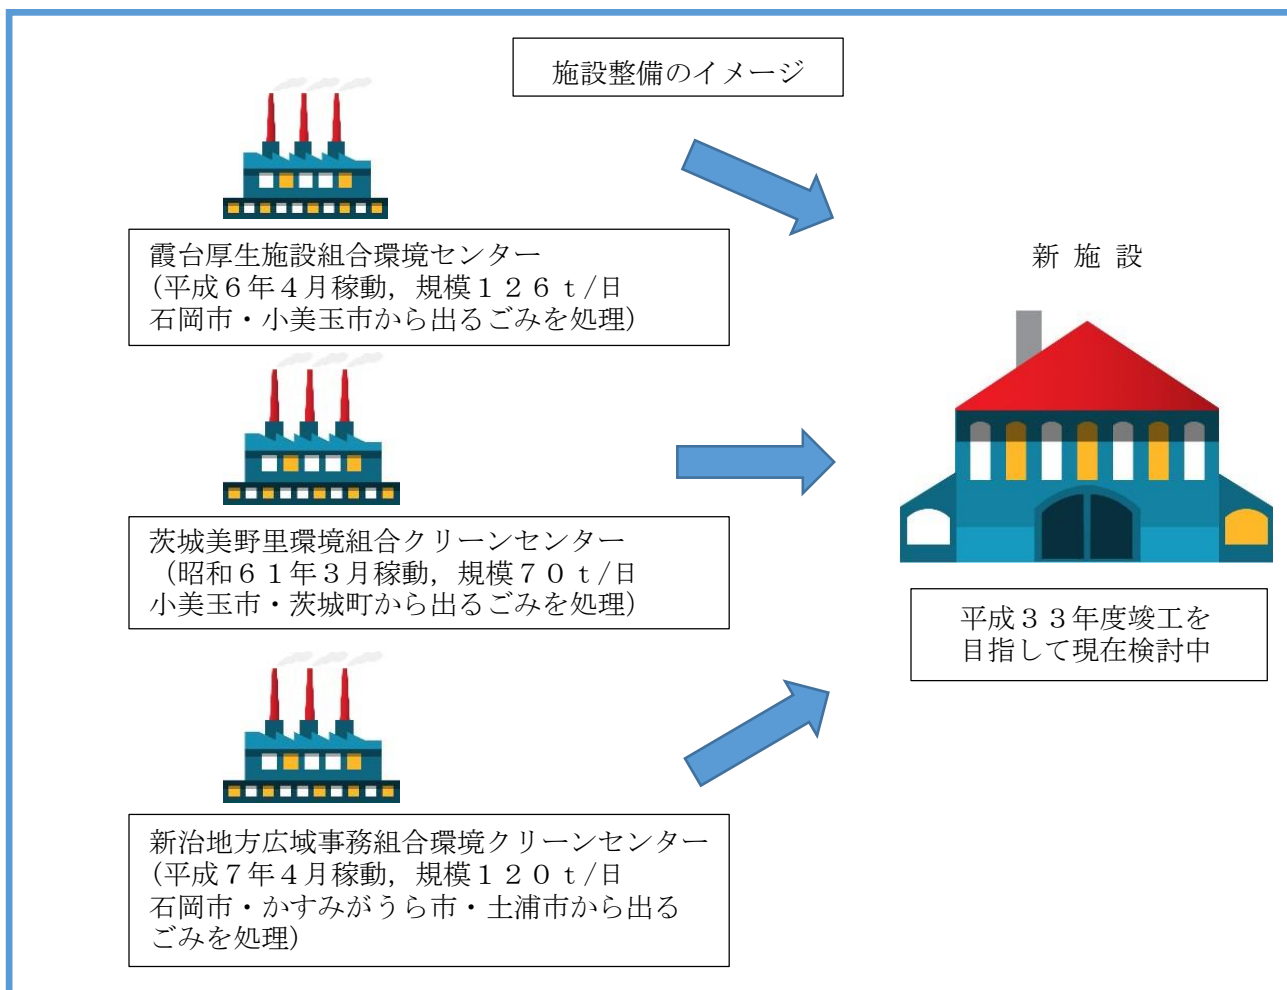 施設整備のイメージ
霞台厚生施設組合環境センター
(平成６年４月稼動，規模１２６ｔ/日
石岡市・小美玉市から出るごみを処理)
茨城美野里環境組合クリーンセンター
(昭和６１年３月稼動，規模７０ｔ/日
小美玉市・茨城町から出るごみを処理)
新治地方広域事務組合環境クリーンセンター
(平成７年４月稼動，規模１２０ｔ/日
石岡市・かすみがうら市・土浦市から出る
ごみを処理)
新 施 設
平成３３年度竣工を
目指して現在検討中